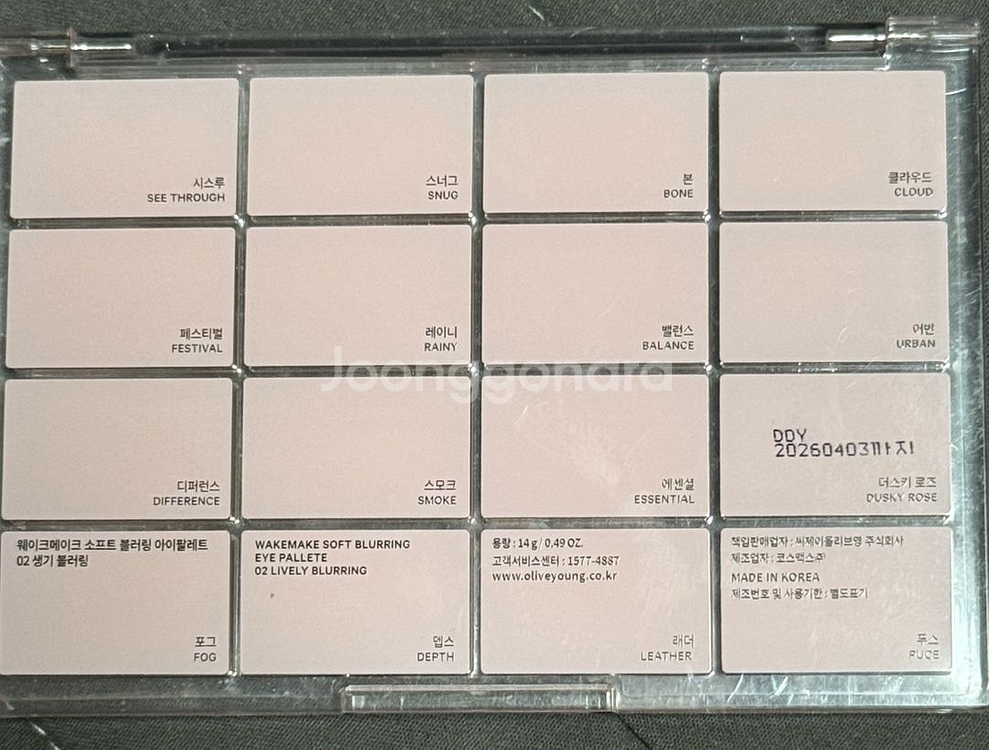 시스루
SEE THROUGH
스너그
SNUG
본
BONE
클라우드
CLOUD
페스티벌
FESTIVAL
레이니
RAINY
밸런스
BALANCE
어반
URBAN
Joonggonara
디퍼런스
DIFFERENCE
스모크
SMOKE
에센셜
ESSENTIAL
DDY
20260403까지
더스키 로즈
DUSKY ROSE
웨이크메이크 소프트 블러링 아이팔레트
02 생기 블러링
포그
FOG
WAKEMAKE SOFT BLURRING
EYE PALLETE
02 LIVELY BLURRING
뎁스
DEPTH
용량 : 14 g / 0.49 OZ.
고객서비스센터 : 1577-4887
www.oliveyoung.co.kr
래더
LEATHER
책임판매업자 : 씨제이올리브영 주식회사
제조업자 : 코스맥스㈜
MADE IN KOREA
제조번호 및 사용기한 : 별도표기
푸스
PUCE